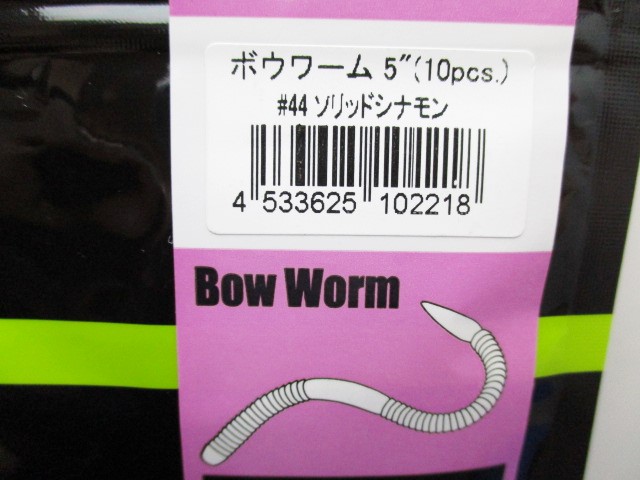 ボウワーム 5″(10pcs.)
#44 ソリッドシナモン
4 533625 102218
Bow Worm